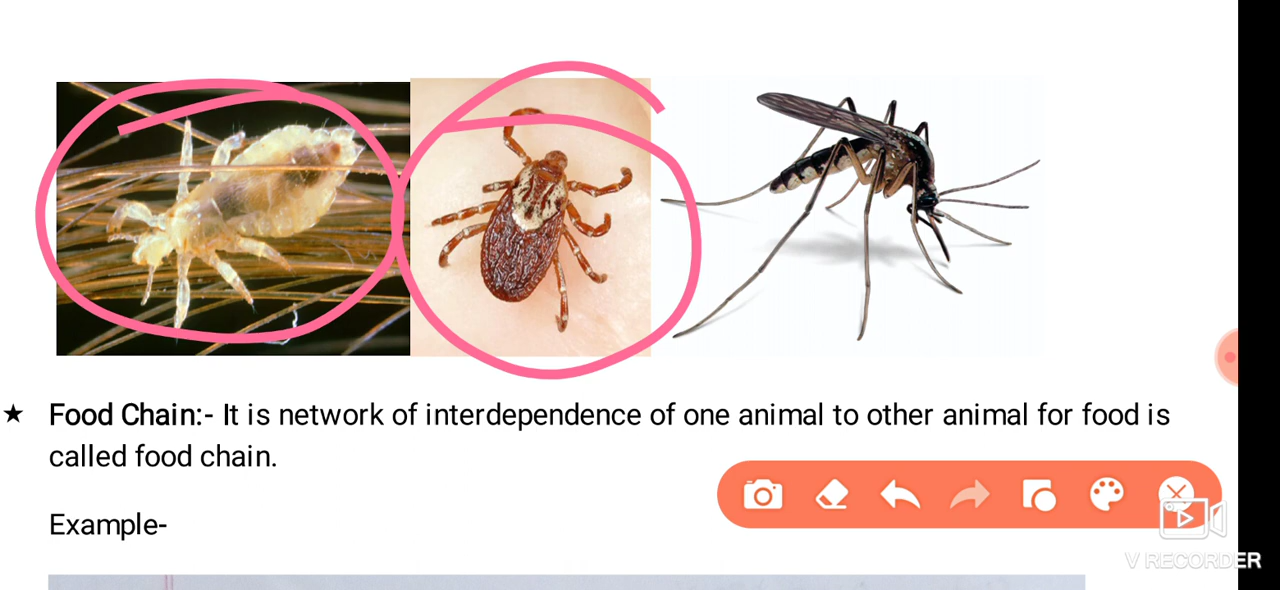 ★ Food Chain:- It is network of interdependence of one animal to other animal for food is
called food chain.
Example-
V RECORDER